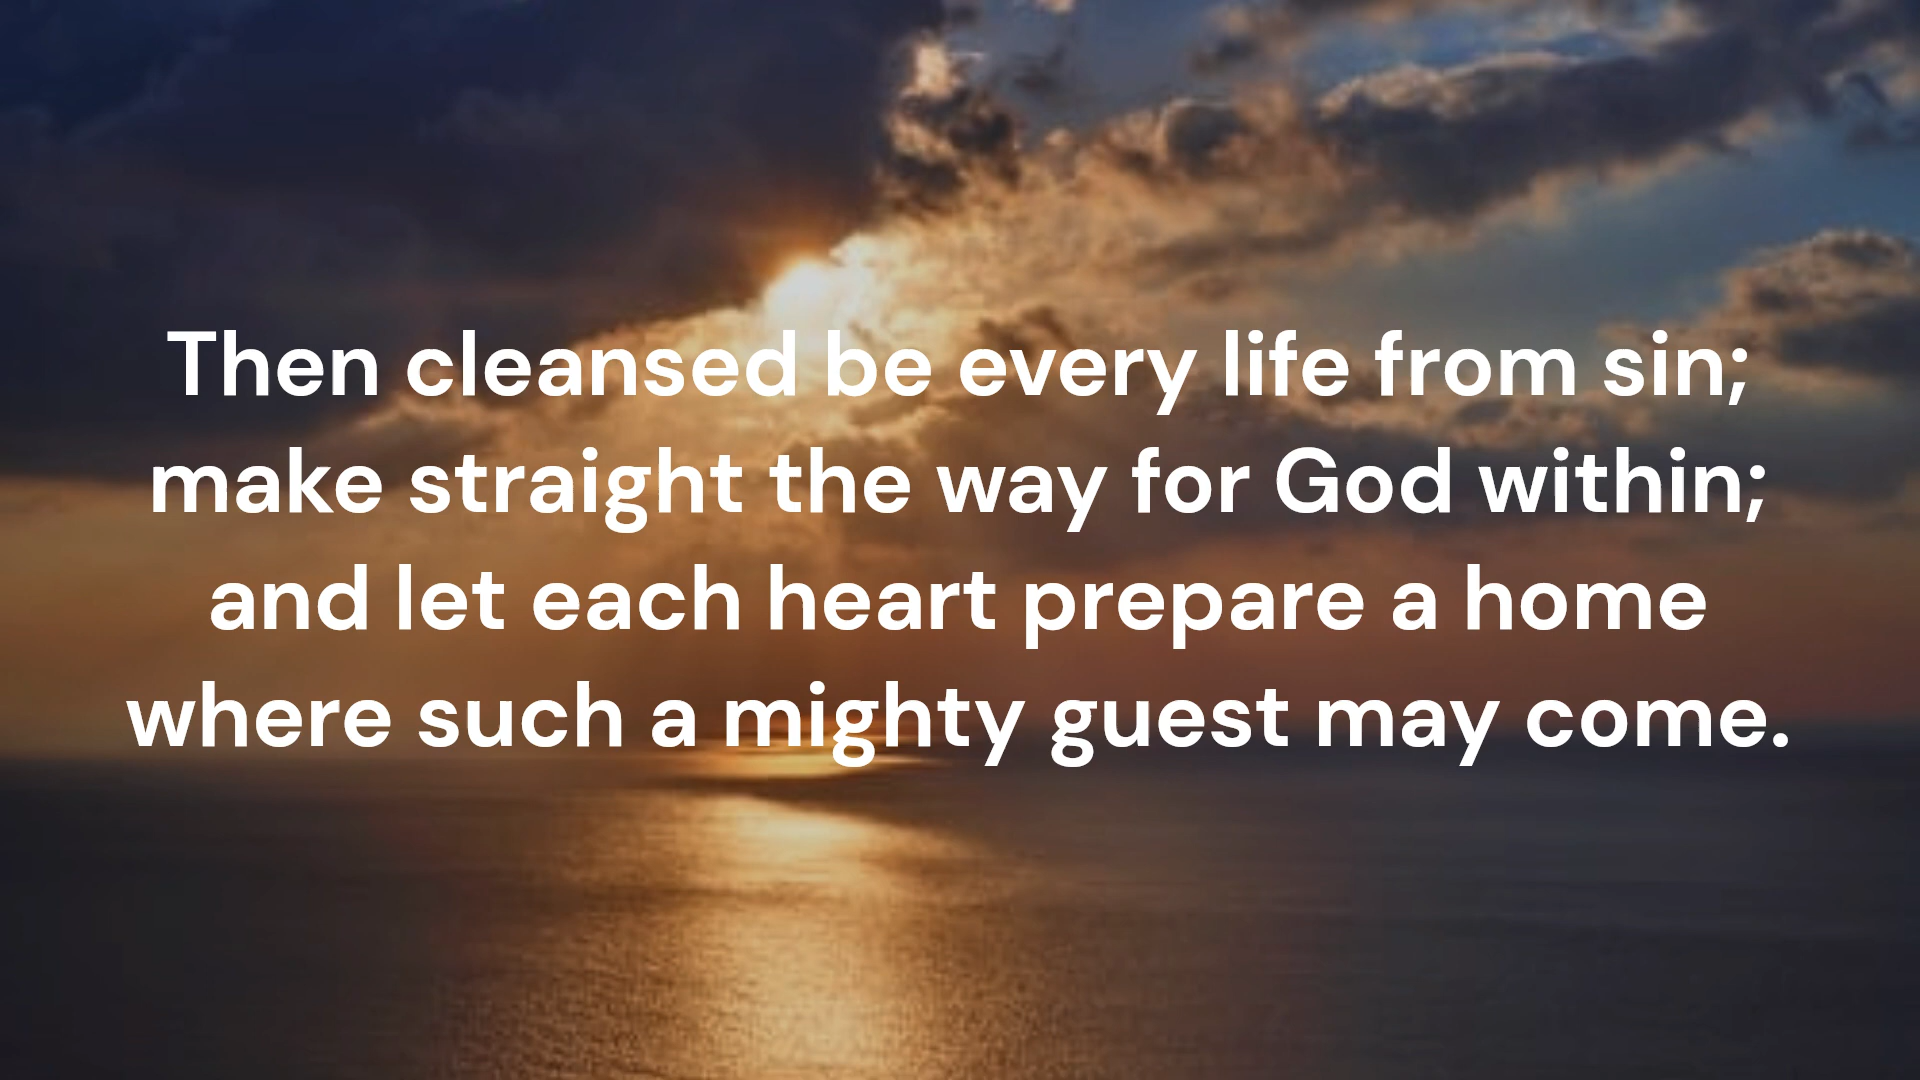 Then cleansed be every life from sin;
make straight the way for God within;
and let each heart prepare a home
where such a mighty guest may come.